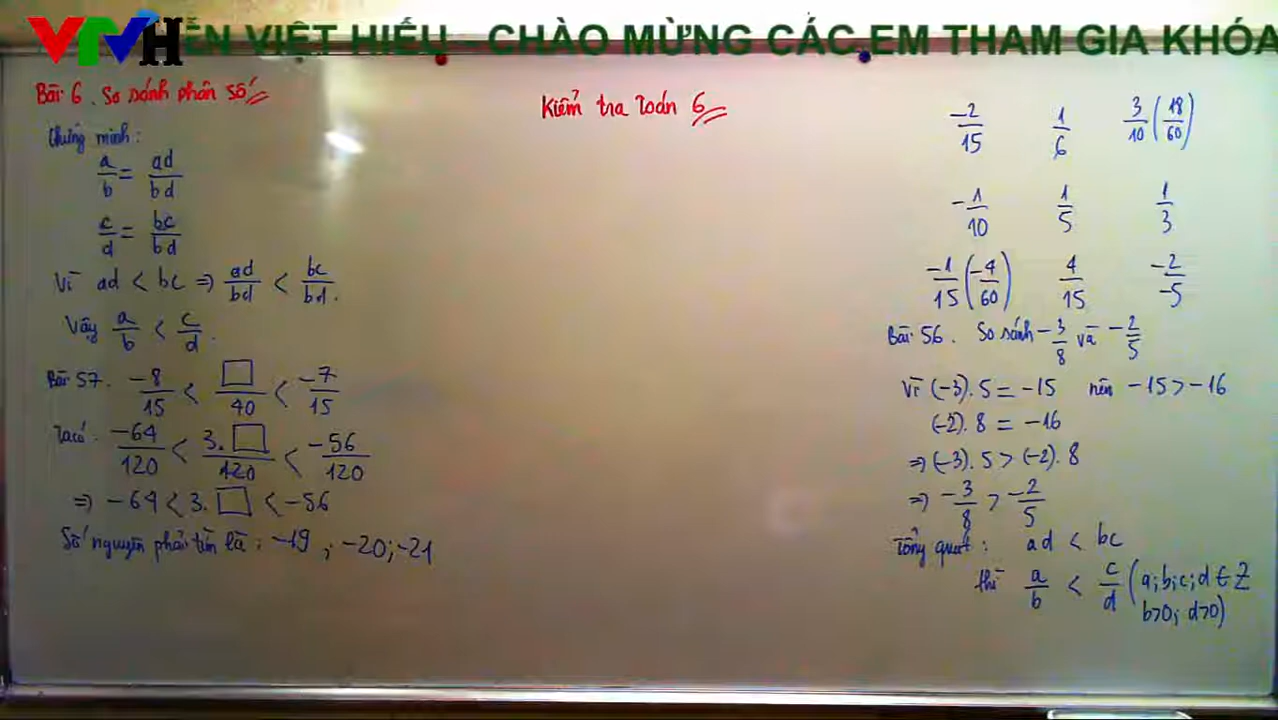 VTVH
ỄN VIỆT HIẾU - CHÀO MỪNG CÁC EM THAM GIA KHÓA
Bài 6. So sánh phân số
Chứng minh:
a/b = ad/bd
c/d = bc/bd
Vì ad < bc ⇒ ad/bd < bc/bd.
Vậy a/b < c/d.
Bài 57. -8/15 < □/40 < -7/15
Ta có: -64/120 < 3.□/120 < -56/120
⇒ -64 < 3.□ < -56
Số nguyên phải tìm là: -19; -20; -21
Kiểm tra Toán 6
-2/15 1/6 3/10 (18/60)
-1/10 1/5 1/3
-1/15 (-4/60) 4/15 -2/-5
Bài 56. So sánh -3/8 và -2/5
Vì (-3).5 = -15 nên -15 > -16
(-2).8 = -16
⇒ (-3).5 > (-2).8
⇒ -3/8 > -2/5
Tổng quát: ad < bc
thì a/b < c/d (a;b;c;d ∈ Z
b>0; d>0)